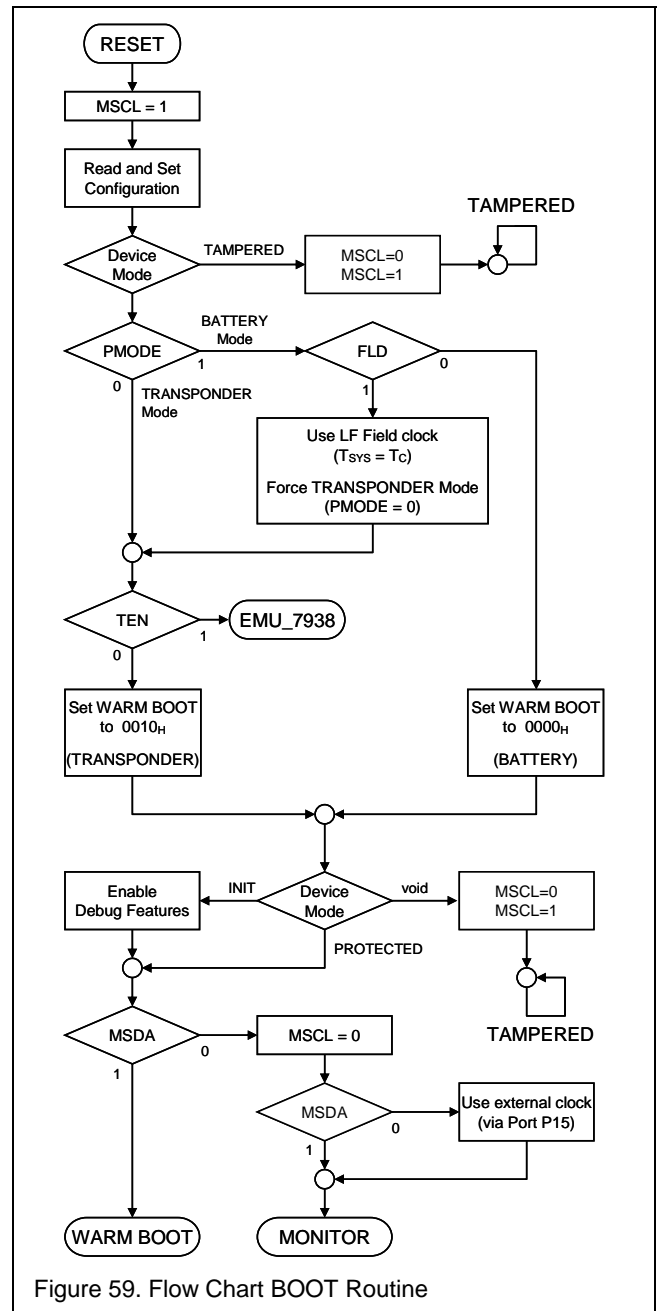 RESET
MSCL = 1
Read and Set
Configuration
TAMPERED
Device
Mode
TAMPERED
MSCL=0
MSCL=1
BATTERY
Mode
PMODE
FLD
0
1
0
1
TRANSPONDER
Mode
Use LF Field clock
(TSYS = TC)
Force TRANSPONDER Mode
(PMODE = 0)
TEN
EMU_7938
0
1
Set WARM BOOT
to 0010H
(TRANSPONDER)
Set WARM BOOT
to 0000H
(BATTERY)
Enable
Debug Features
INIT
Device
Mode
void
MSCL=0
MSCL=1
PROTECTED
TAMPERED
MSDA
0
1
MSCL = 0
MSDA
0
1
Use external clock
(via Port P15)
WARM BOOT
MONITOR
Figure 59. Flow Chart BOOT Routine